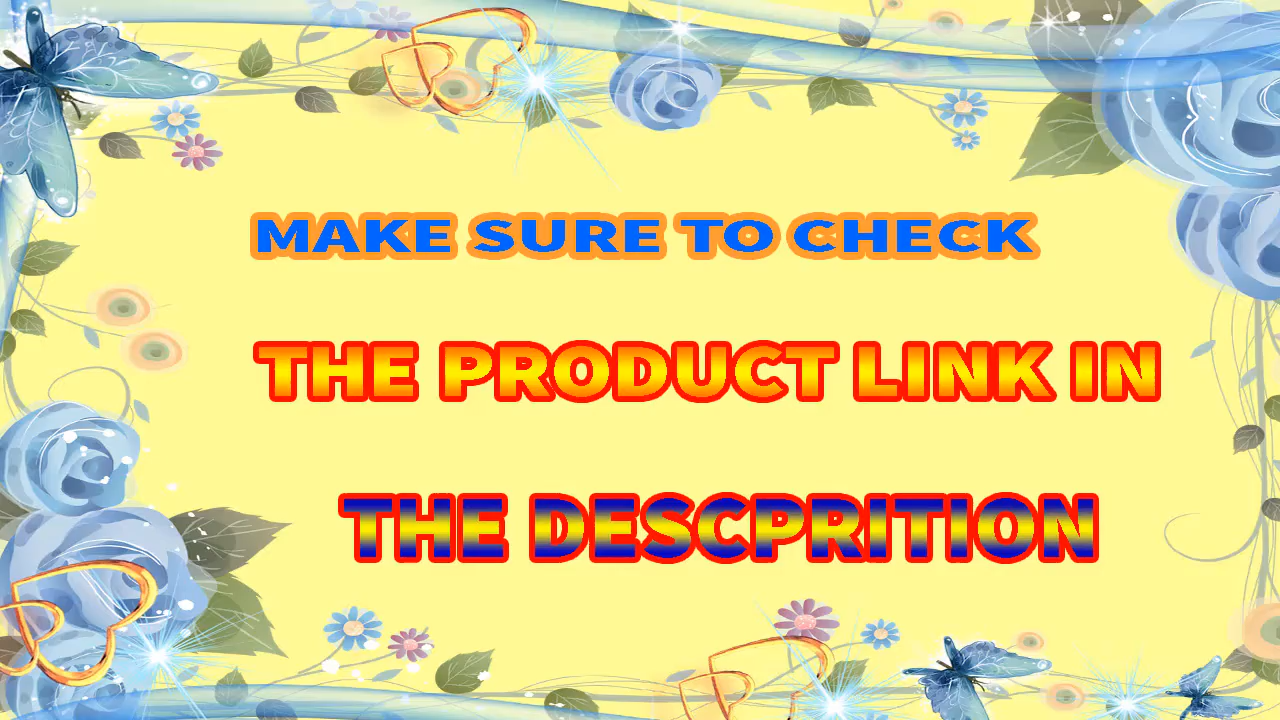 MAKE SURE TO CHECK
THE PRODUCT LINK IN
THE DESCPRITION